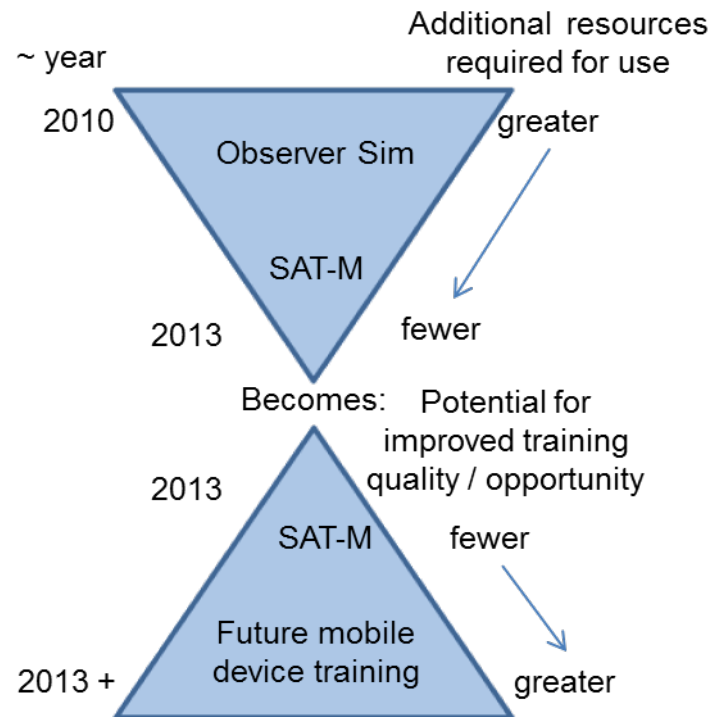 Additional resources
required for use
~ year
2010
greater
Observer Sim
SAT-M
2013
fewer
Becomes:
Potential for
improved training
quality / opportunity
2013
SAT-M
fewer
Future mobile
device training
2013 +
greater